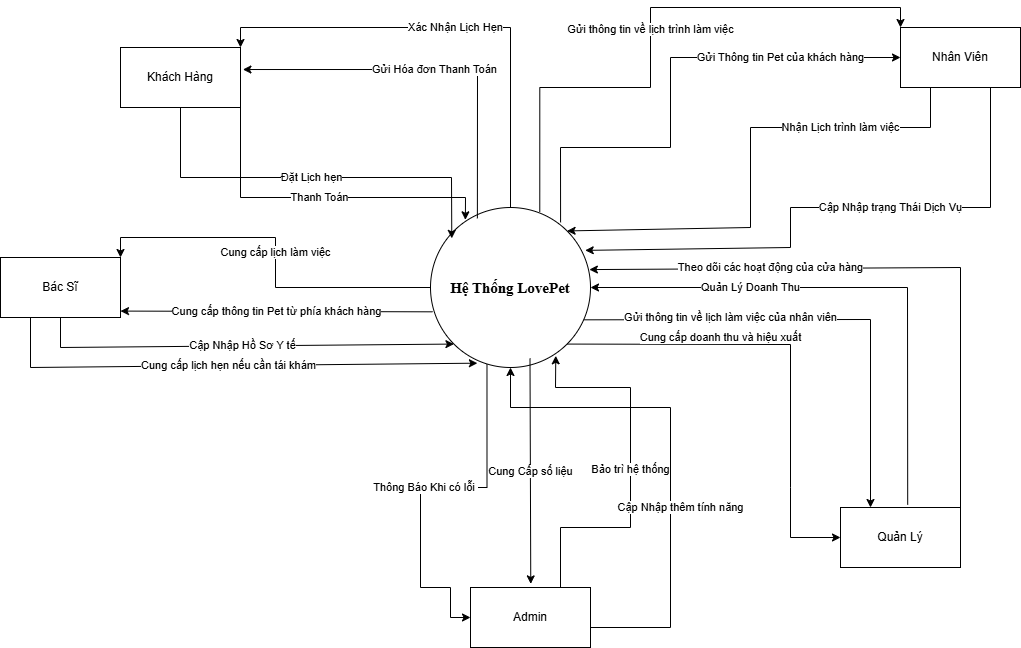 Xác Nhận Lịch Hẹn
Gửi thông tin về lịch trình làm việc
Khách Hàng
Gửi Hóa đơn Thanh Toán
Gửi Thông tin Pet của khách hàng
Nhân Viên
Nhận Lịch trình làm việc
Đặt Lịch hẹn
Thanh Toán
Cập Nhập trạng Thái Dịch Vụ
Cung cấp lịch làm việc
Theo dõi các hoạt động của cửa hàng
Bác Sĩ
Hệ Thống LovePet
Quản Lý Doanh Thu
Cung cấp thông tin Pet từ phía khách hàng
Gửi thông tin về lịch làm việc của nhân viên
Cập Nhập Hồ Sơ Y tế
Cung cấp doanh thu và hiệu xuất
Cung cấp lịch hẹn nếu cần tái khám
Cung Cấp số liệu
Bảo trì hệ thống
Thông Báo Khi có lỗi
Cập Nhập thêm tính năng
Quản Lý
Admin